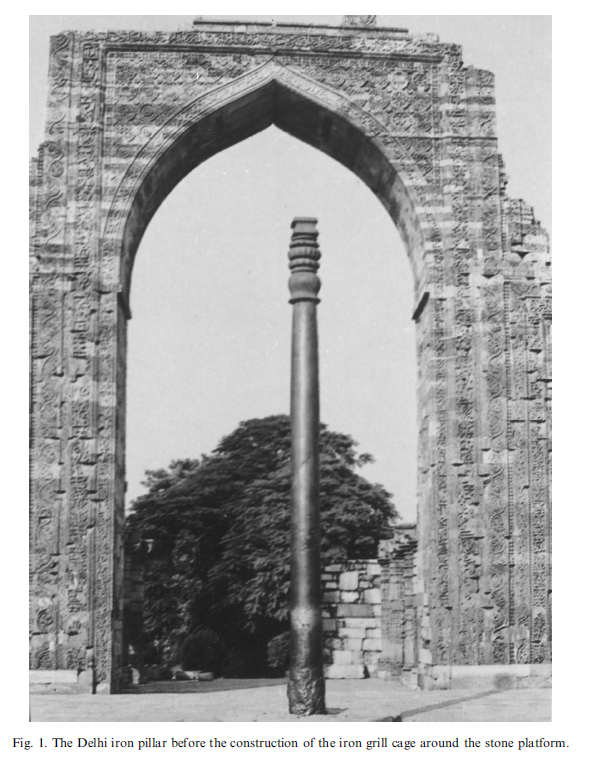 Fig. 1. The Delhi iron pillar before the construction of the iron grill cage around the stone platform.